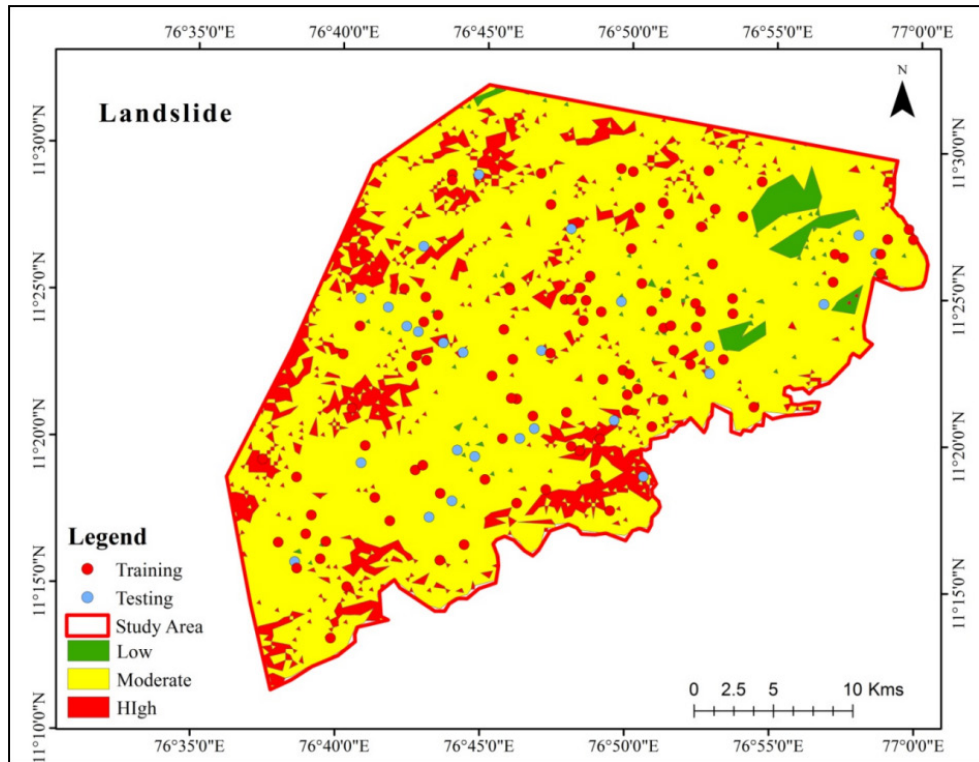 76°35'0"E 76°40'0"E 76°45'0"E 76°50'0"E 76°55'0"E 77°0'0"E
Landslide
N
11°30'0"N 11°30'0"N
11°25'0"N 11°25'0"N
11°20'0"N 11°20'0"N
11°15'0"N 11°15'0"N
11°10'0"N
Legend
Training
Testing
Study Area
Low
Moderate
HIgh
0 2.5 5 10 Kms
76°35'0"E 76°40'0"E 76°45'0"E 76°50'0"E 76°55'0"E 77°0'0"E